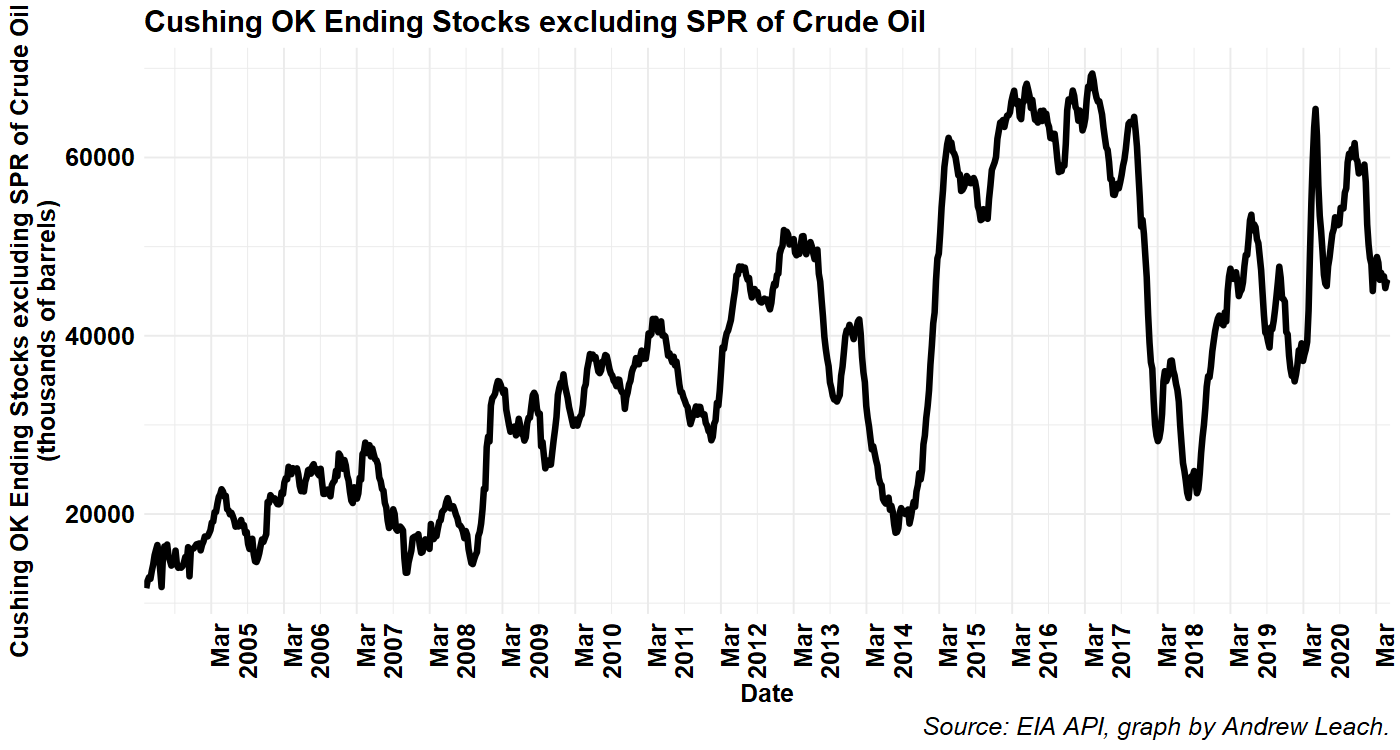 Cushing OK Ending Stocks excluding SPR of Crude Oil
Cushing OK Ending Stocks excluding SPR of Crude Oil
(thousands of barrels)
60000
40000
20000
Mar
2005
Mar
2006
Mar
2007
Mar
2008
Mar
2009
Mar
2010
Mar
2011
Mar
2012
Mar
2013
Mar
2014
Mar
2015
Mar
2016
Mar
2017
Mar
2018
Mar
2019
Mar
2020
Mar
Date
Source: EIA API, graph by Andrew Leach.